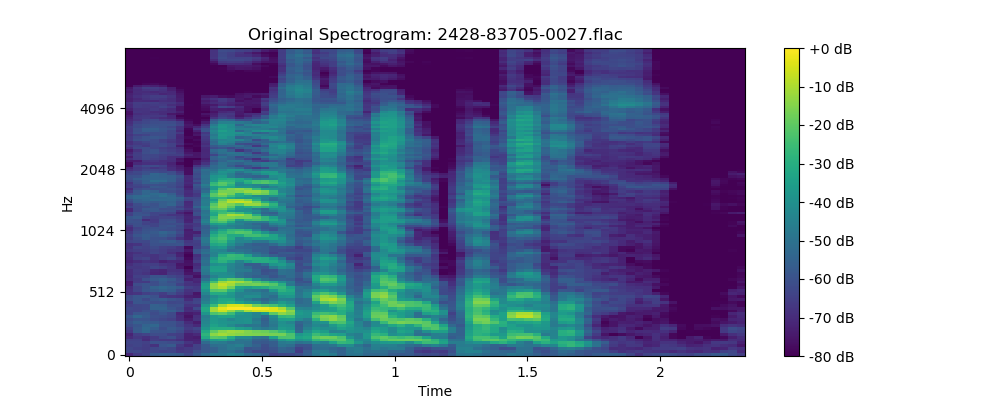 Original Spectrogram: 2428-83705-0027.flac
Hz
4096
2048
1024
512
0
0 0.5 1 1.5 2
Time
+0 dB
-10 dB
-20 dB
-30 dB
-40 dB
-50 dB
-60 dB
-70 dB
-80 dB